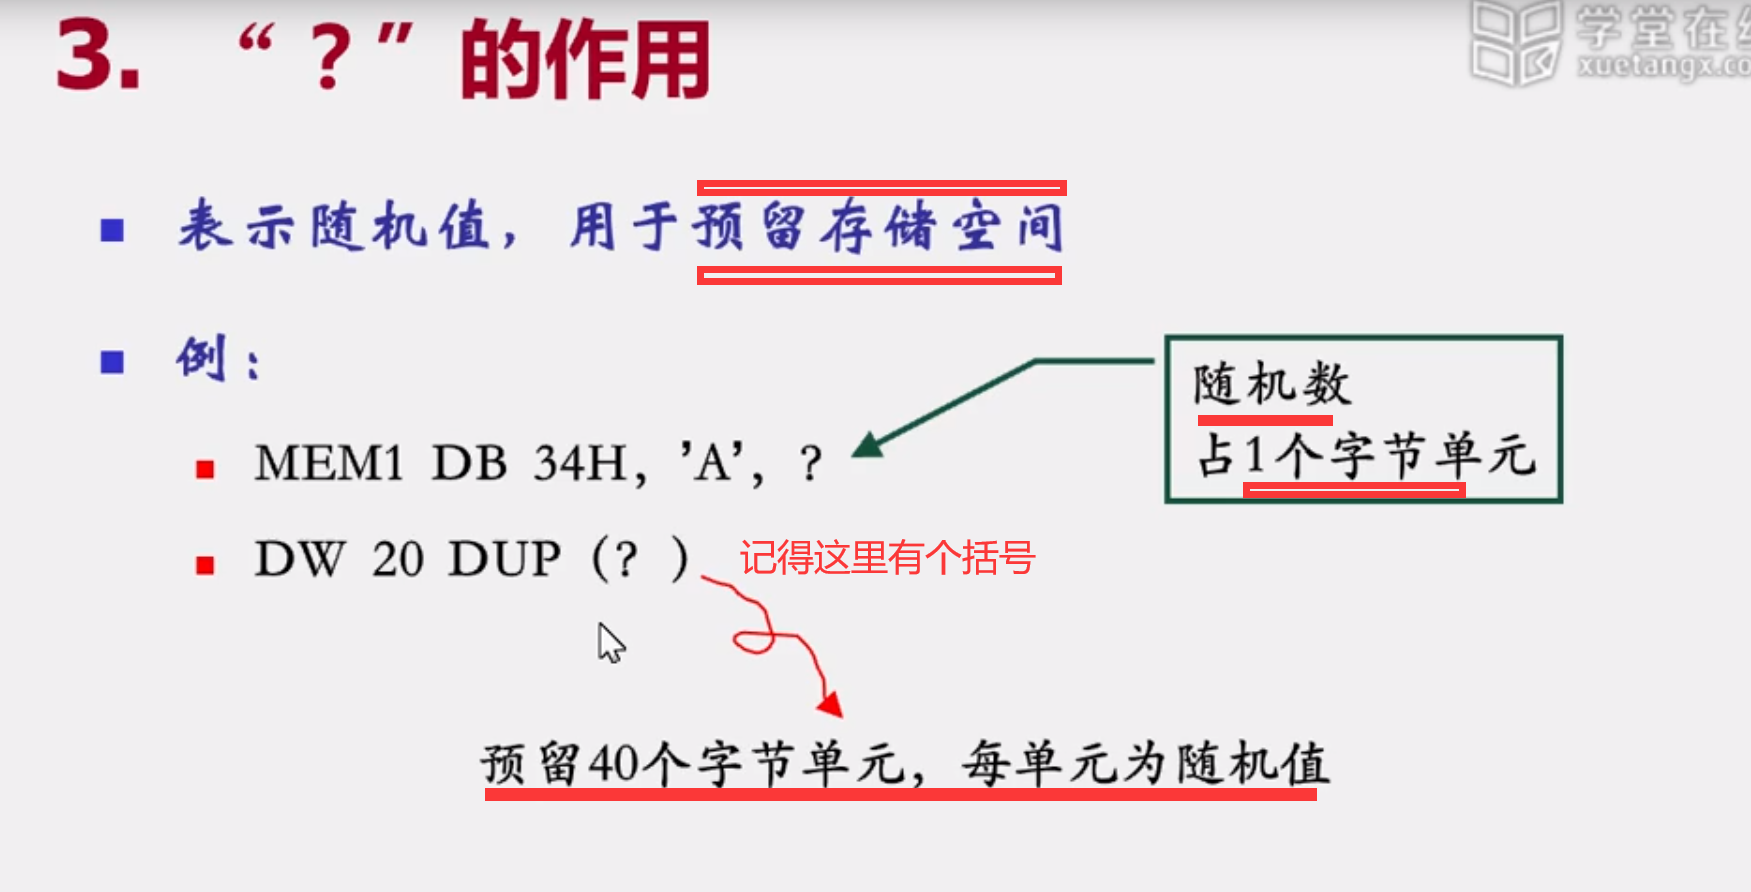 3. “？”的作用
学堂在
xuetangx.co
表示随机值，用于预留存储空间
例：
随机数
占1个字节单元
MEM1 DB 34H, 'A', ?
DW 20 DUP (? )
记得这里有个括号
预留40个字节单元，每单元为随机值